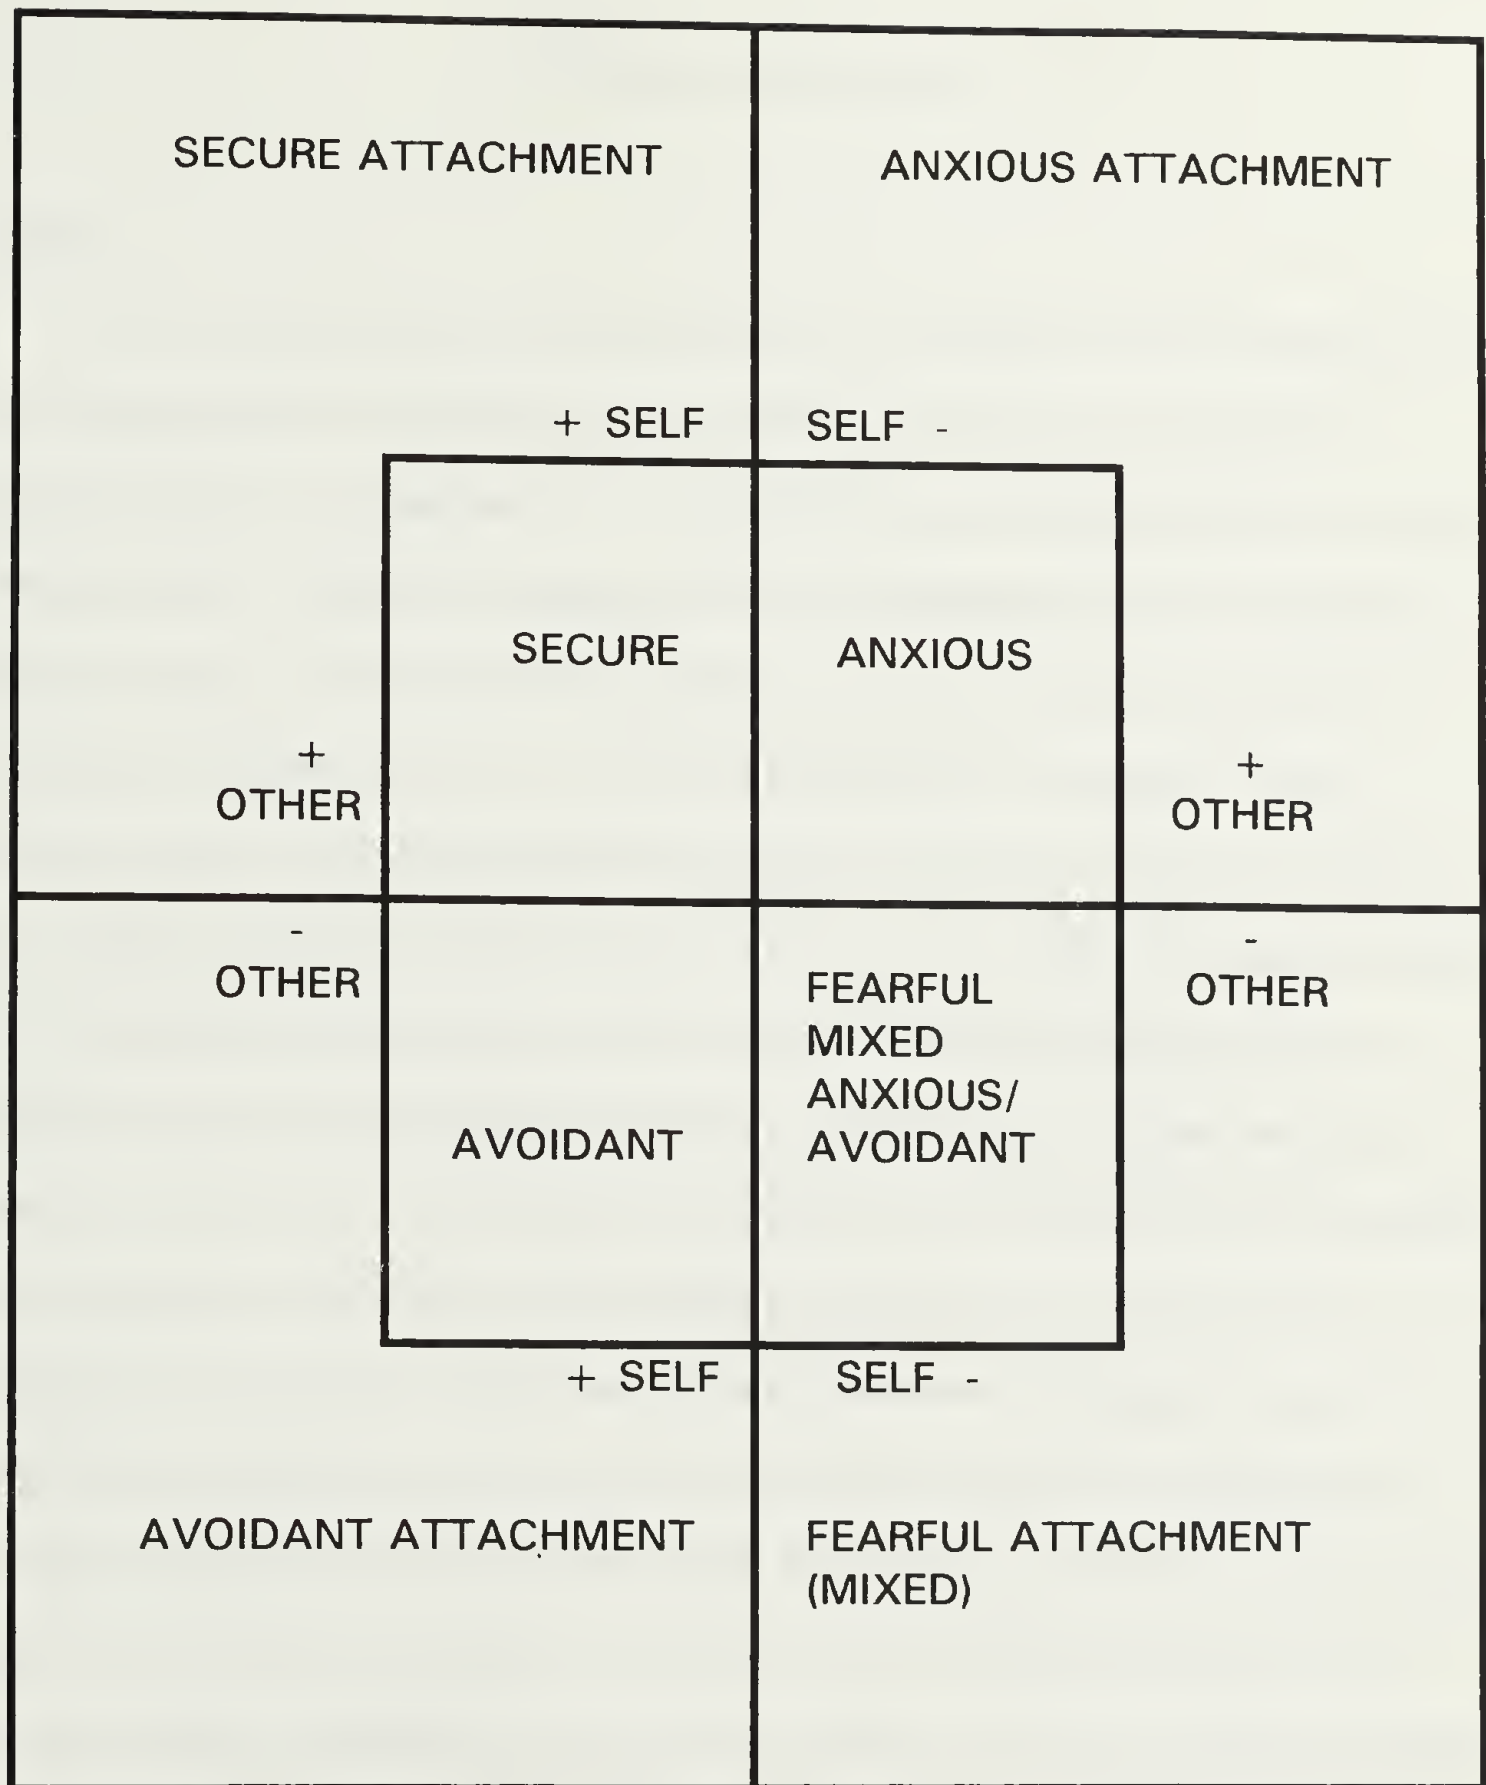 SECURE ATTACHMENT
ANXIOUS ATTACHMENT
+ SELF
SELF -
SECURE
ANXIOUS
+
OTHER
+
OTHER
-
OTHER
-
OTHER
AVOIDANT
FEARFUL
MIXED
ANXIOUS/
AVOIDANT
+ SELF
SELF -
AVOIDANT ATTACHMENT
FEARFUL ATTACHMENT
(MIXED)